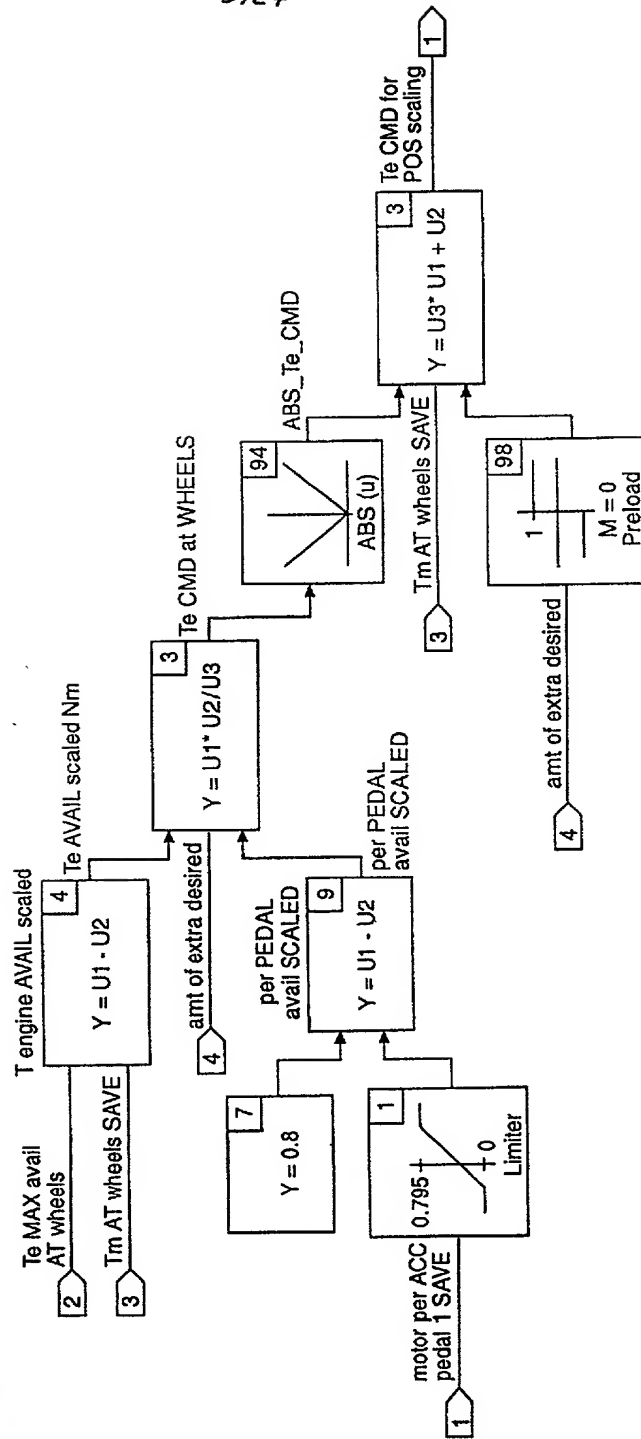 Te MAX avail
AT wheels
2
Tm AT wheels SAVE
3
T engine AVAIL scaled
4
Y = U1 - U2
Te AVAIL scaled Nm
amt of extra desired
4
7
Y = 0.8
motor per ACC
pedal 1 SAVE
1
1
0.795
0
Limiter
per PEDAL
avail SCALED
9
Y = U1 - U2
per PEDAL
avail SCALED
3
Y = U1* U2/U3
Te CMD at WHEELS
94
ABS (u)
ABS_Te_CMD
Tm AT wheels SAVE
3
amt of extra desired
4
98
1
M = 0
Preload
3
Y = U3* U1 + U2
Te CMD for
POS scaling
1